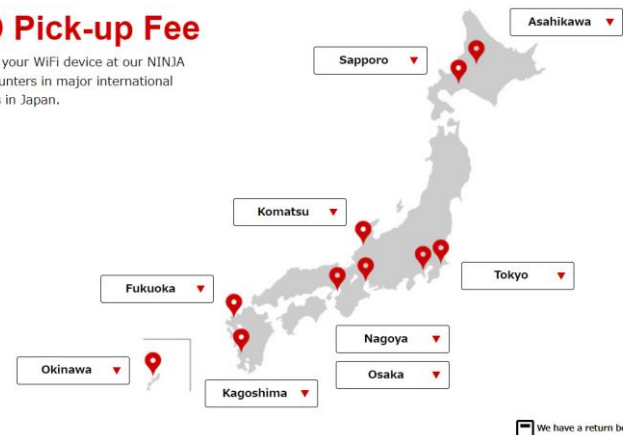 Pick-up Fee
your WiFi device at our NINJA
in major international
in Japan.
Asahikawa
Sapporo
Komatsu
Tokyo
Fukuoka
Nagoya
Okinawa
Osaka
Kagoshima
We have a return